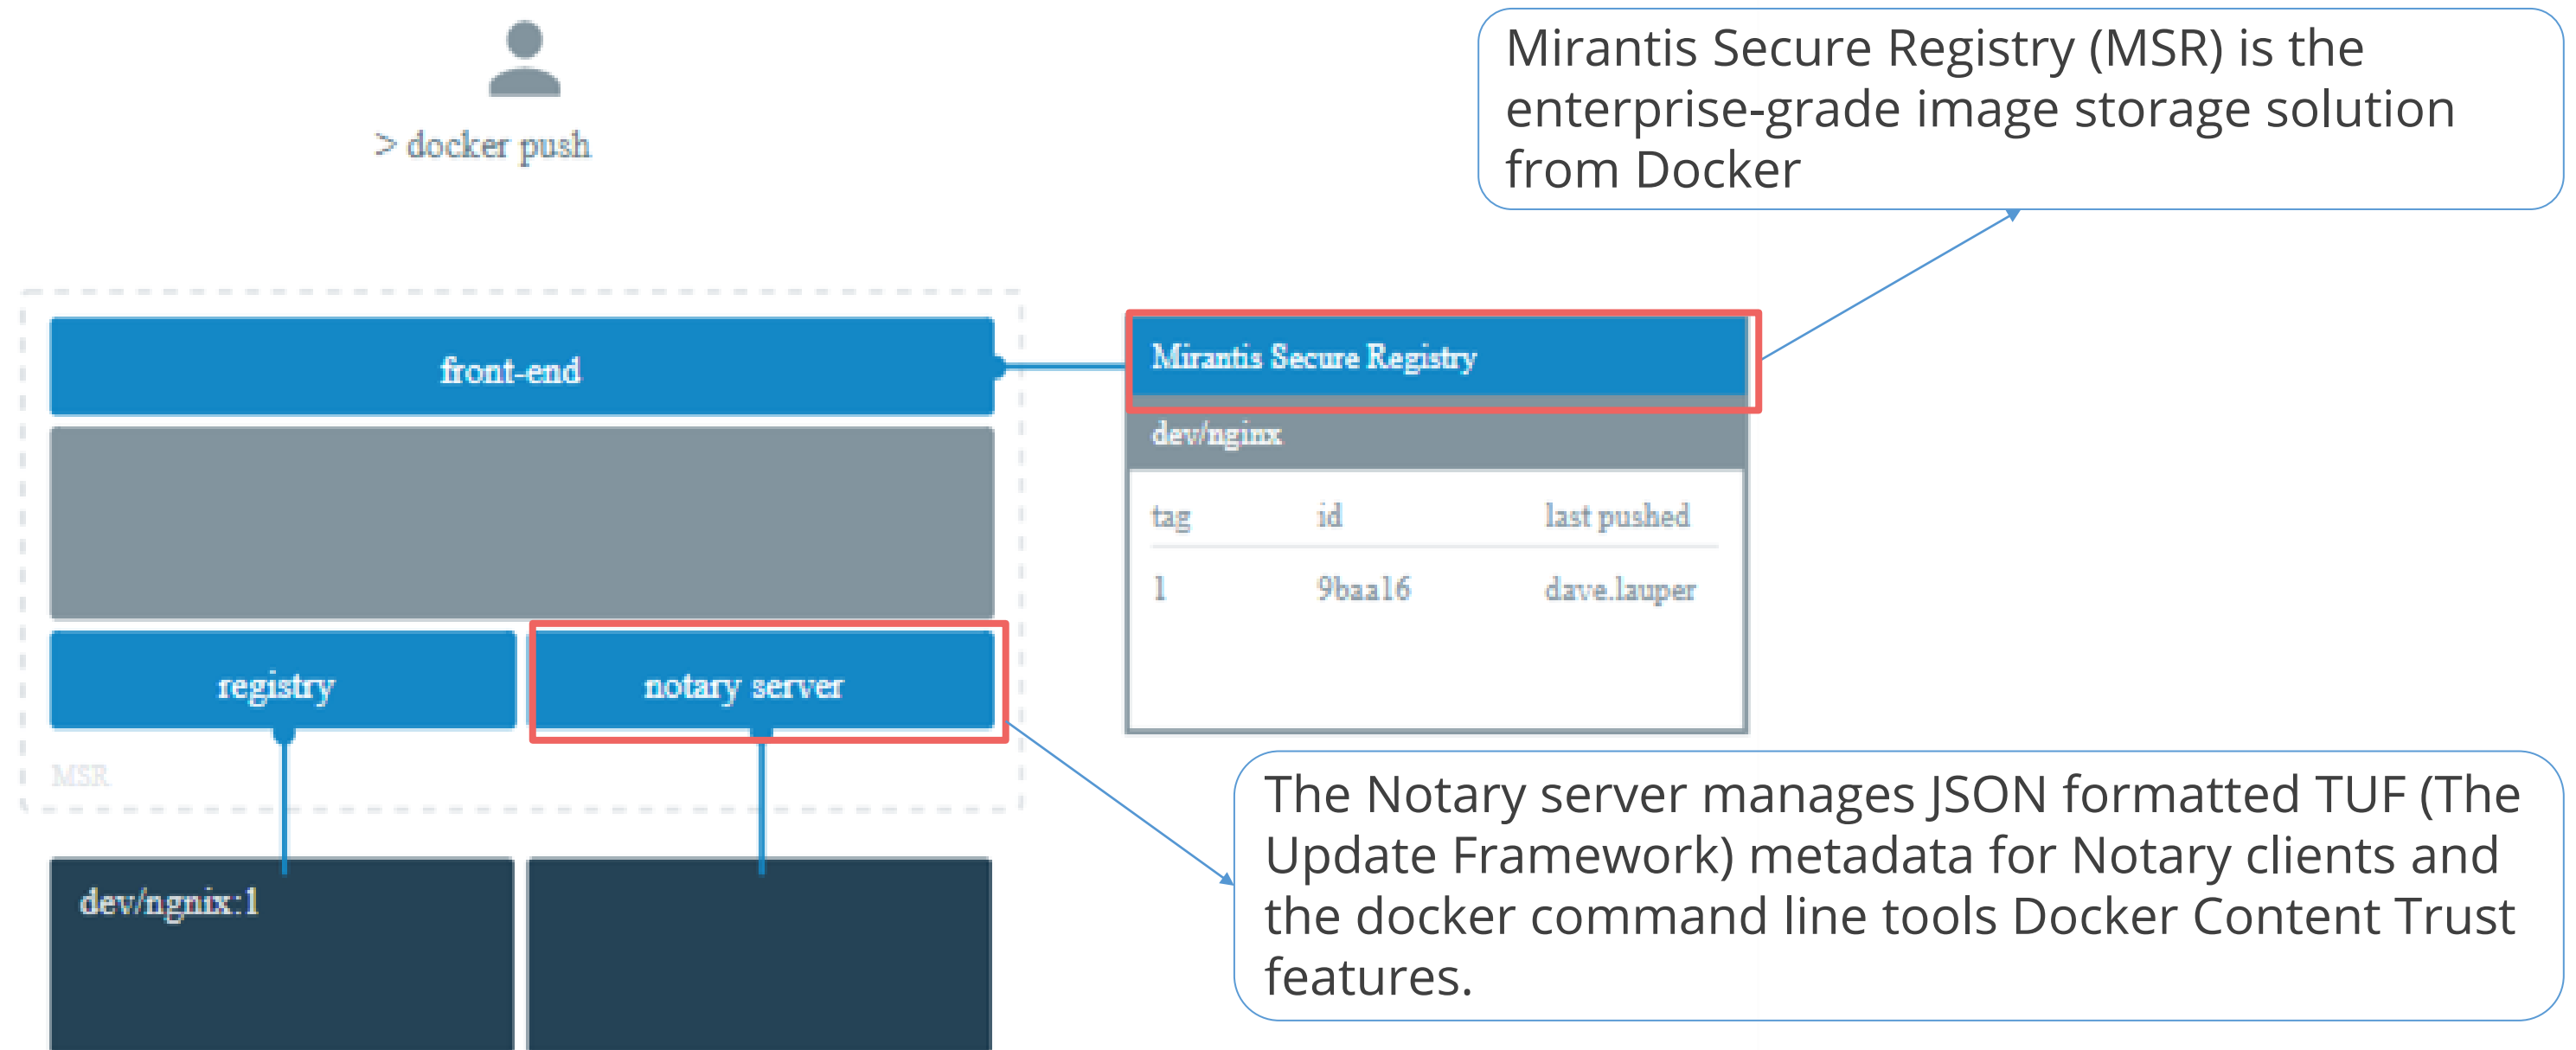 > docker push
Mirantis Secure Registry (MSR) is the
enterprise-grade image storage solution
from Docker
front-end
Mirantis Secure Registry
dev/nginx
tag id last pushed
1 9baa16 dave.lauper
registry
notary server
MSR
The Notary server manages JSON formatted TUF (The
Update Framework) metadata for Notary clients and
the docker command line tools Docker Content Trust
features.
dev/ngnix:1